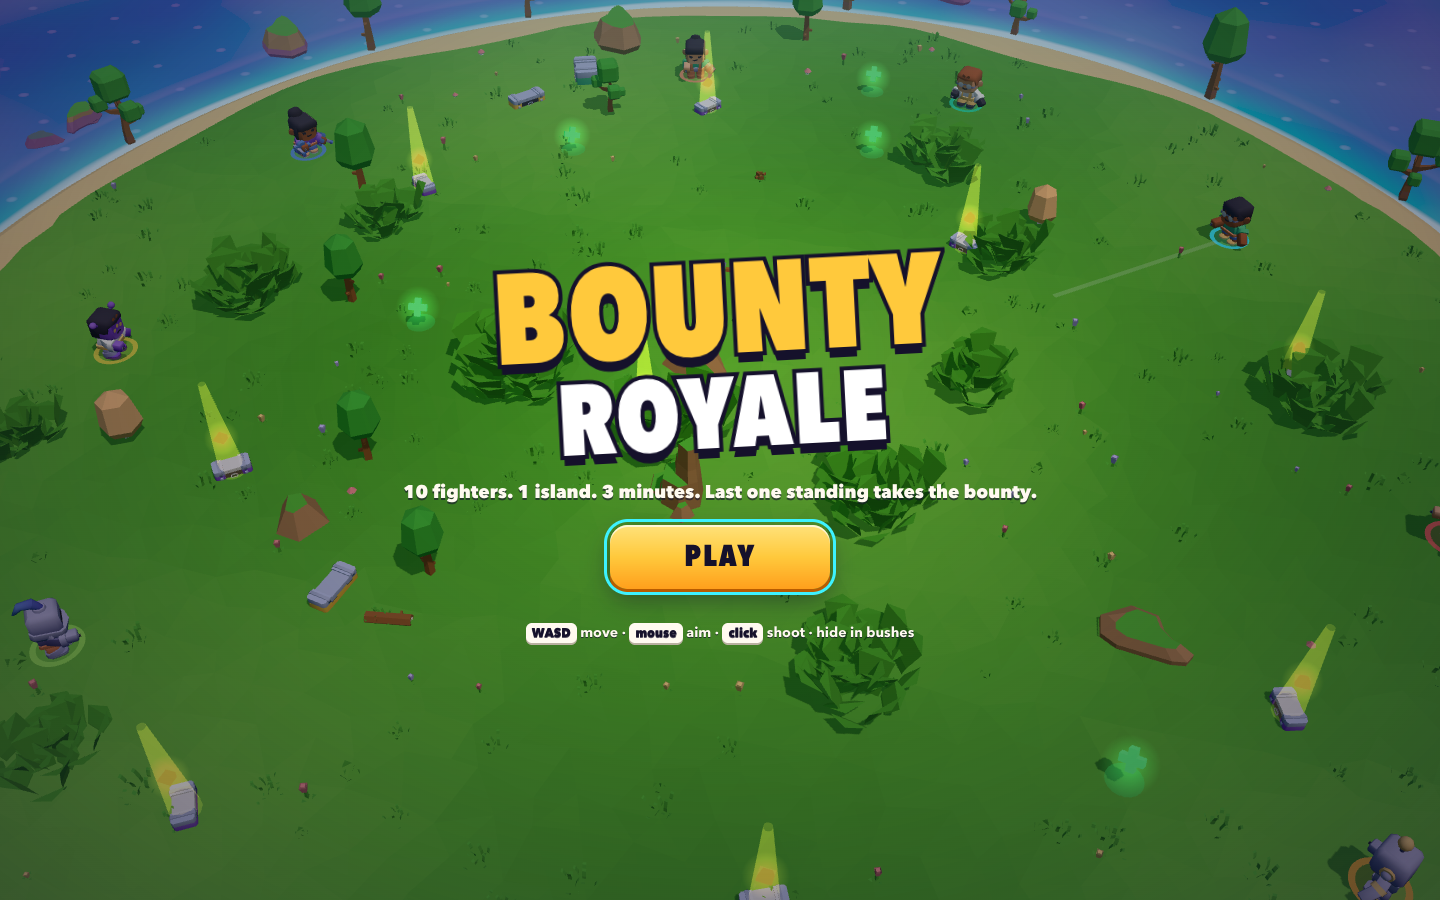 BOUNTY
ROYALE
10 fighters. 1 island. 3 minutes. Last one standing takes the bounty.
PLAY
WASD move · mouse aim · click shoot · hide in bushes